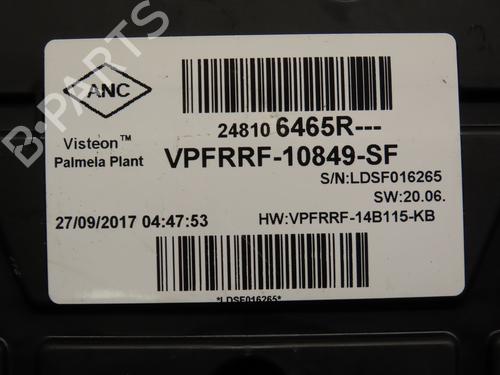 B-PARTS
ANC
Visteon™
Palmela Plant
24810 6465R---
VPFRRF-10849-SF
S/N:LDSF016265
SW:20.06.
27/09/2017 04:47:53
HW:VPFRRF-14B115-KB
*LDSF016265*